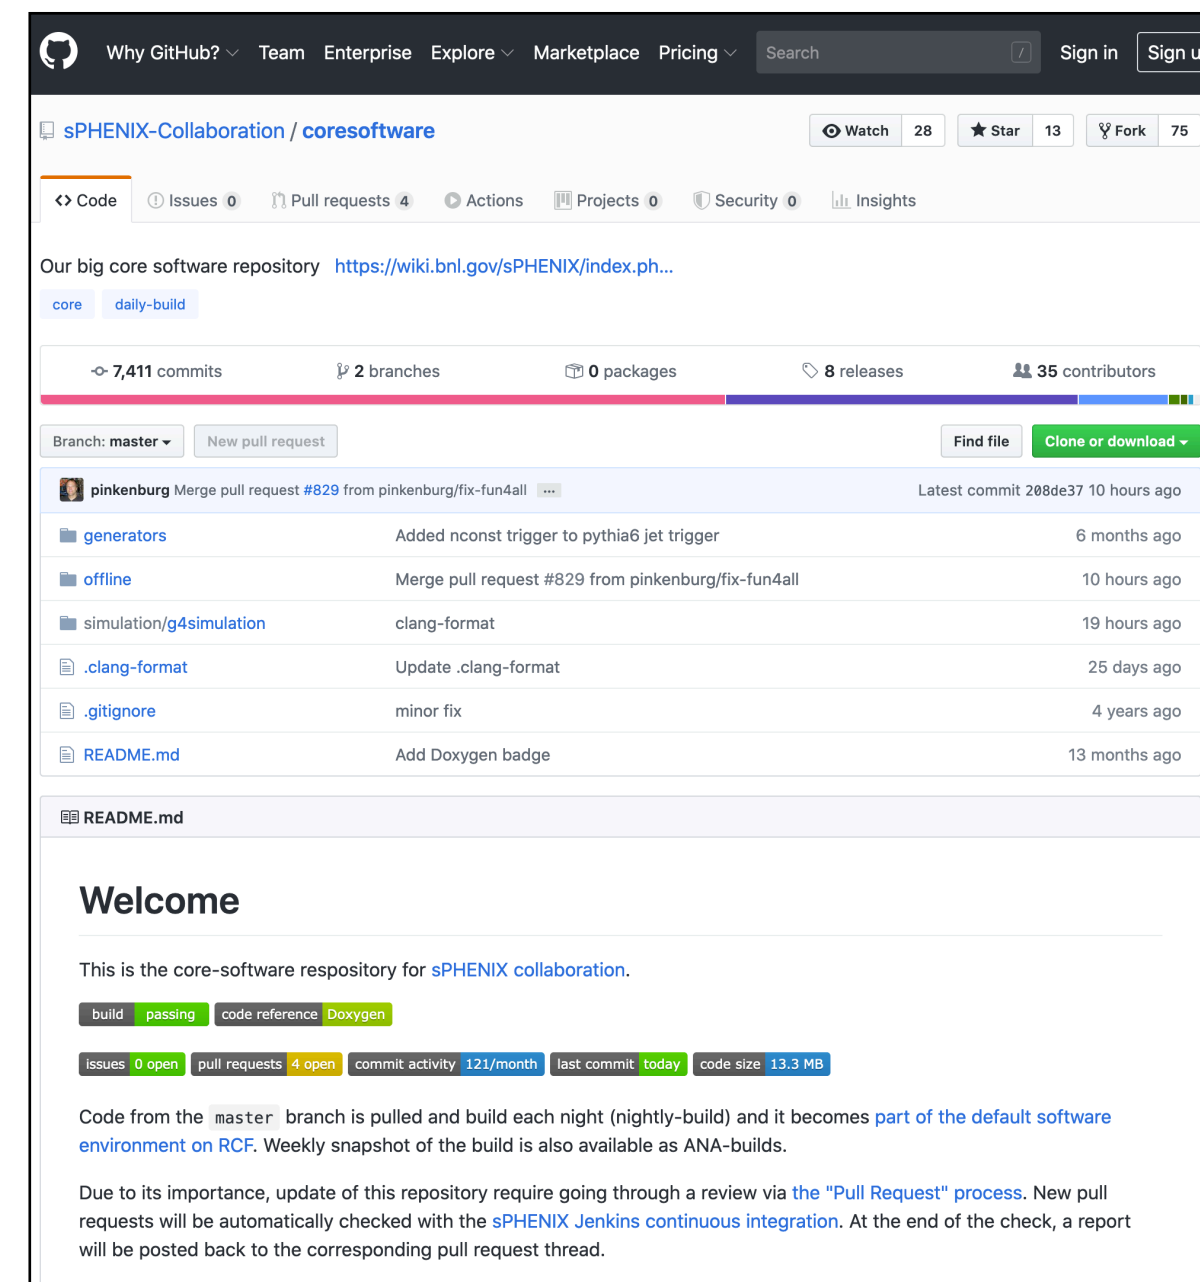 Why GitHub? Team Enterprise Explore Marketplace Pricing Search / Sign in Sign u
sPHENIX-Collaboration / coresoftware Watch 28 Star 13 Fork 75
Code Issues 0 Pull requests 4 Actions Projects 0 Security 0 Insights
Our big core software repository https://wiki.bnl.gov/sPHENIX/index.ph...
core daily-build
7,411 commits 2 branches 0 packages 8 releases 35 contributors
Branch: master New pull request Find file Clone or download
pinkenburg Merge pull request #829 from pinkenburg/fix-fun4all ... Latest commit 208de37 10 hours ago
generators Added nconst trigger to pythia6 jet trigger 6 months ago
offline Merge pull request #829 from pinkenburg/fix-fun4all 10 hours ago
simulation/g4simulation clang-format 19 hours ago
.clang-format Update .clang-format 25 days ago
.gitignore minor fix 4 years ago
README.md Add Doxygen badge 13 months ago
README.md
Welcome
This is the core-software respository for sPHENIX collaboration.
build passing code reference Doxygen
issues 0 open pull requests 4 open commit activity 121/month last commit today code size 13.3 MB
Code from the master branch is pulled and build each night (nightly-build) and it becomes part of the default software
environment on RCF. Weekly snapshot of the build is also available as ANA-builds.
Due to its importance, update of this repository require going through a review via the "Pull Request" process. New pull
requests will be automatically checked with the sPHENIX Jenkins continuous integration. At the end of the check, a report
will be posted back to the corresponding pull request thread.